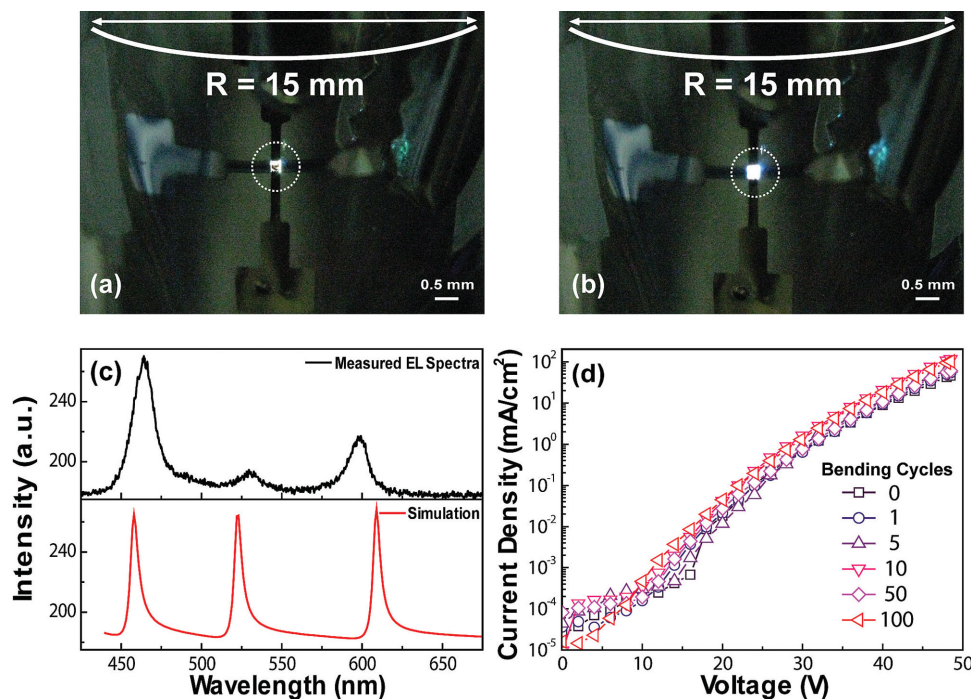 R = 15 mm
(a)
0.5 mm
R = 15 mm
(b)
0.5 mm
(c)
Measured EL Spectra
240
200
Simulation
240
200
450 500 550 600 650
Wavelength (nm)
Intensity (a.u.)
(d)
10²
10¹
10⁰
10⁻¹
10⁻²
10⁻³
10⁻⁴
10⁻⁵
Bending Cycles
0
1
5
10
50
100
0 10 20 30 40 50
Voltage (V)
Current Density (mA/cm²)